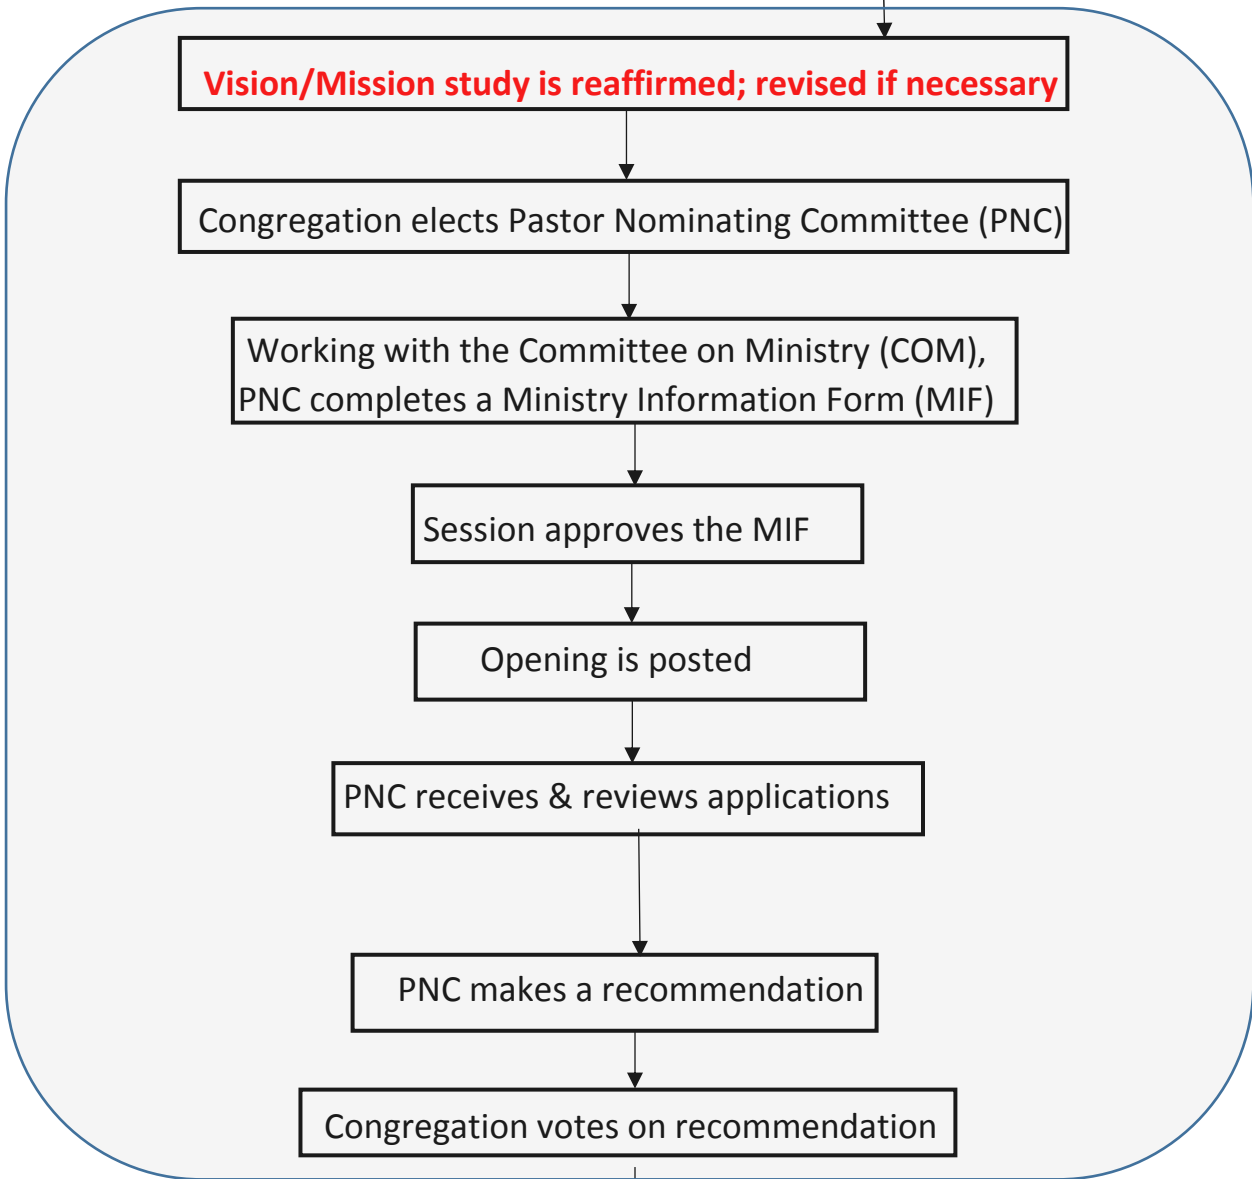 Vision/Mission study is reaffirmed; revised if necessary
Congregation elects Pastor Nominating Committee (PNC)
Working with the Committee on Ministry (COM),
PNC completes a Ministry Information Form (MIF)
Session approves the MIF
Opening is posted
PNC receives & reviews applications
PNC makes a recommendation
Congregation votes on recommendation